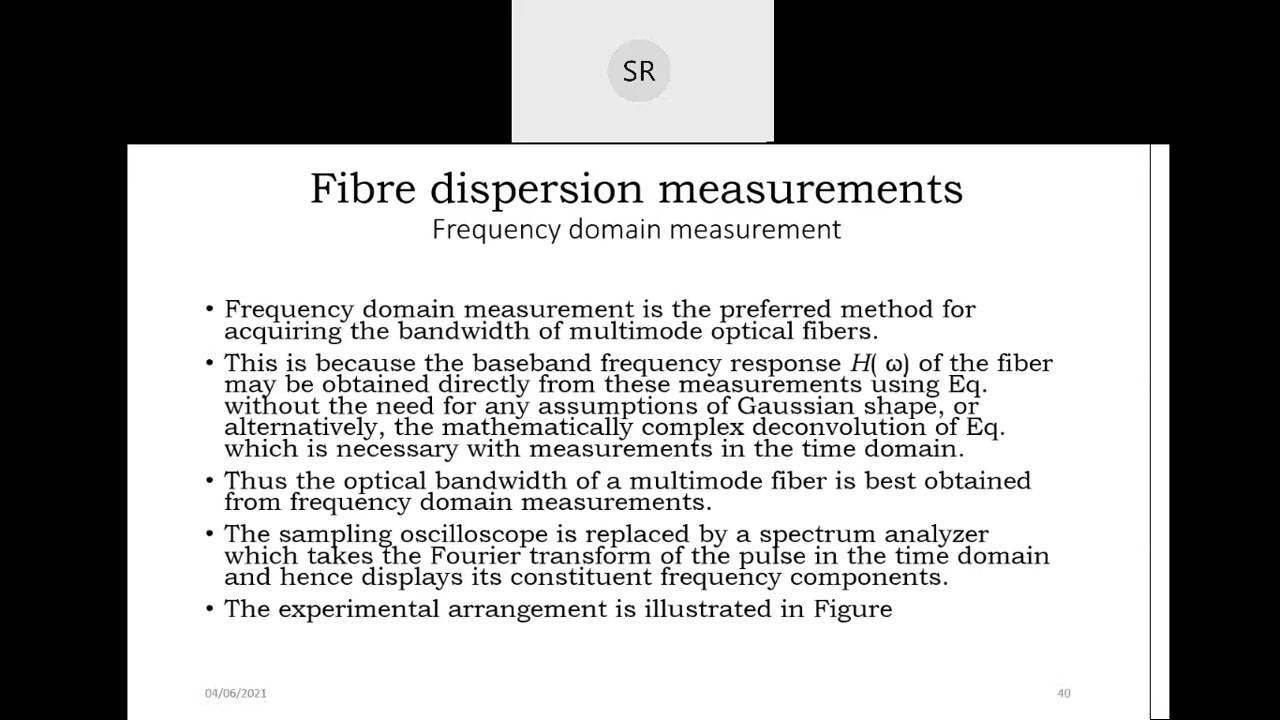 SR
Fibre dispersion measurements
Frequency domain measurement
• Frequency domain measurement is the preferred method for
acquiring the bandwidth of multimode optical fibers.
• This is because the baseband frequency response H( ω) of the fiber
may be obtained directly from these measurements using Eq.
without the need for any assumptions of Gaussian shape, or
alternatively, the mathematically complex deconvolution of Eq.
which is necessary with measurements in the time domain.
• Thus the optical bandwidth of a multimode fiber is best obtained
from frequency domain measurements.
• The sampling oscilloscope is replaced by a spectrum analyzer
which takes the Fourier transform of the pulse in the time domain
and hence displays its constituent frequency components.
• The experimental arrangement is illustrated in Figure
04/06/2021
40